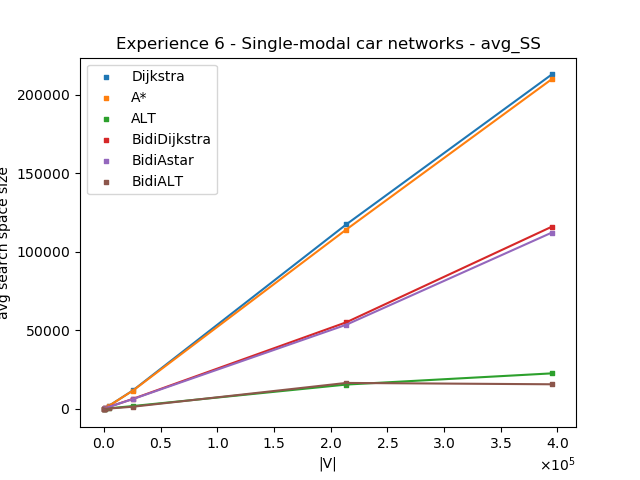 Experience 6 - Single-modal car networks - avg_SS
Dijkstra
A*
ALT
BidiDijkstra
BidiAstar
BidiALT
200000
150000
100000
50000
0
avg search space size
0.0 0.5 1.0 1.5 2.0 2.5 3.0 3.5 4.0
|V|
×10⁵